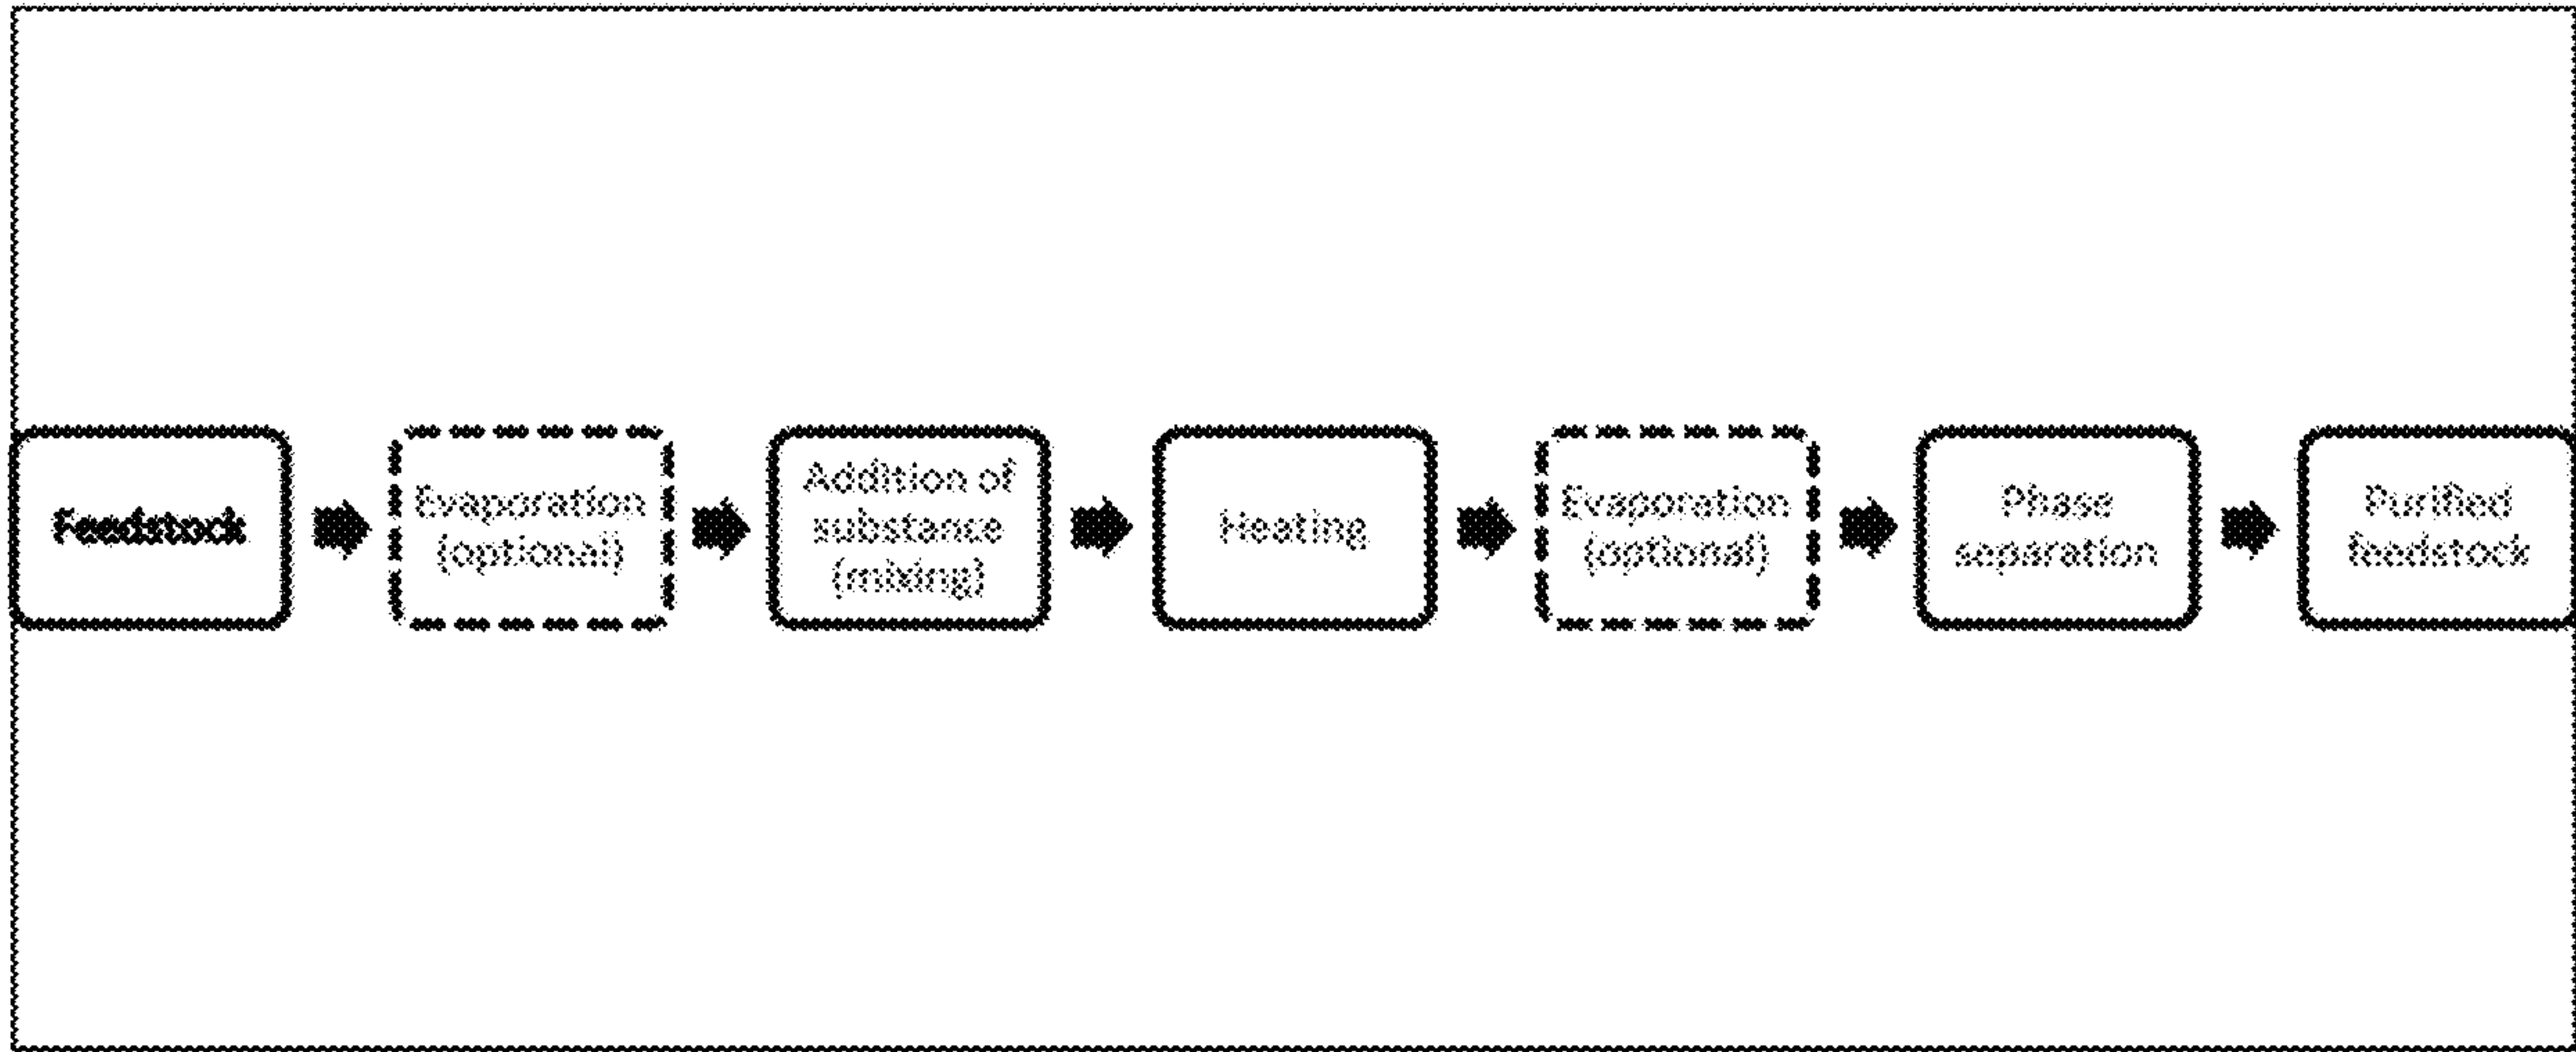 Feedstock
Evaporation
(optional)
Addition of
substance
(mixing)
Heating
Evaporation
(optional)
Phase
separation
Purified
feedstock